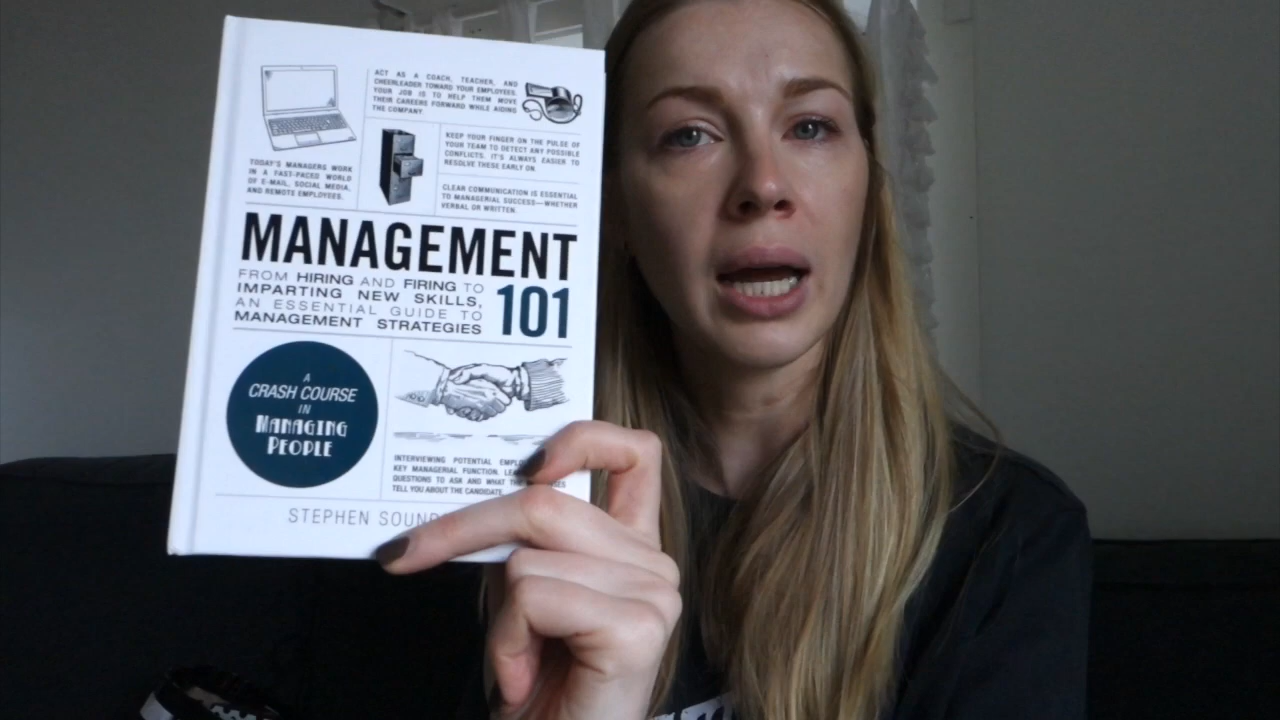 ACT AS A COACH, TEACHER, AND
CHEERLEADER TOWARD YOUR EMPLOYEES.
YOUR JOB IS TO HELP THEM MOVE
THEIR CAREERS FORWARD WHILE AIDING
THE COMPANY.
KEEP YOUR FINGER ON THE PULSE OF
YOUR TEAM TO DETECT ANY POSSIBLE
CONFLICTS. IT'S ALWAYS EASIER TO
RESOLVE THESE EARLY ON.
TODAY'S MANAGERS WORK
IN A FAST-PACED WORLD
OF E-MAIL, SOCIAL MEDIA,
AND REMOTE EMPLOYEES.
CLEAR COMMUNICATION IS ESSENTIAL
TO MANAGERIAL SUCCESS—WHETHER
VERBAL OR WRITTEN.
MANAGEMENT
101
FROM HIRING AND FIRING TO
IMPARTING NEW SKILLS,
AN ESSENTIAL GUIDE TO
MANAGEMENT STRATEGIES
A
CRASH COURSE
IN
MANAGING
PEOPLE
INTERVIEWING POTENTIAL
KEY MANAGERIAL FUNCTION.
QUESTIONS TO ASK AND WHAT
TELL YOU ABOUT THE CANDIDATE.
STEPHEN